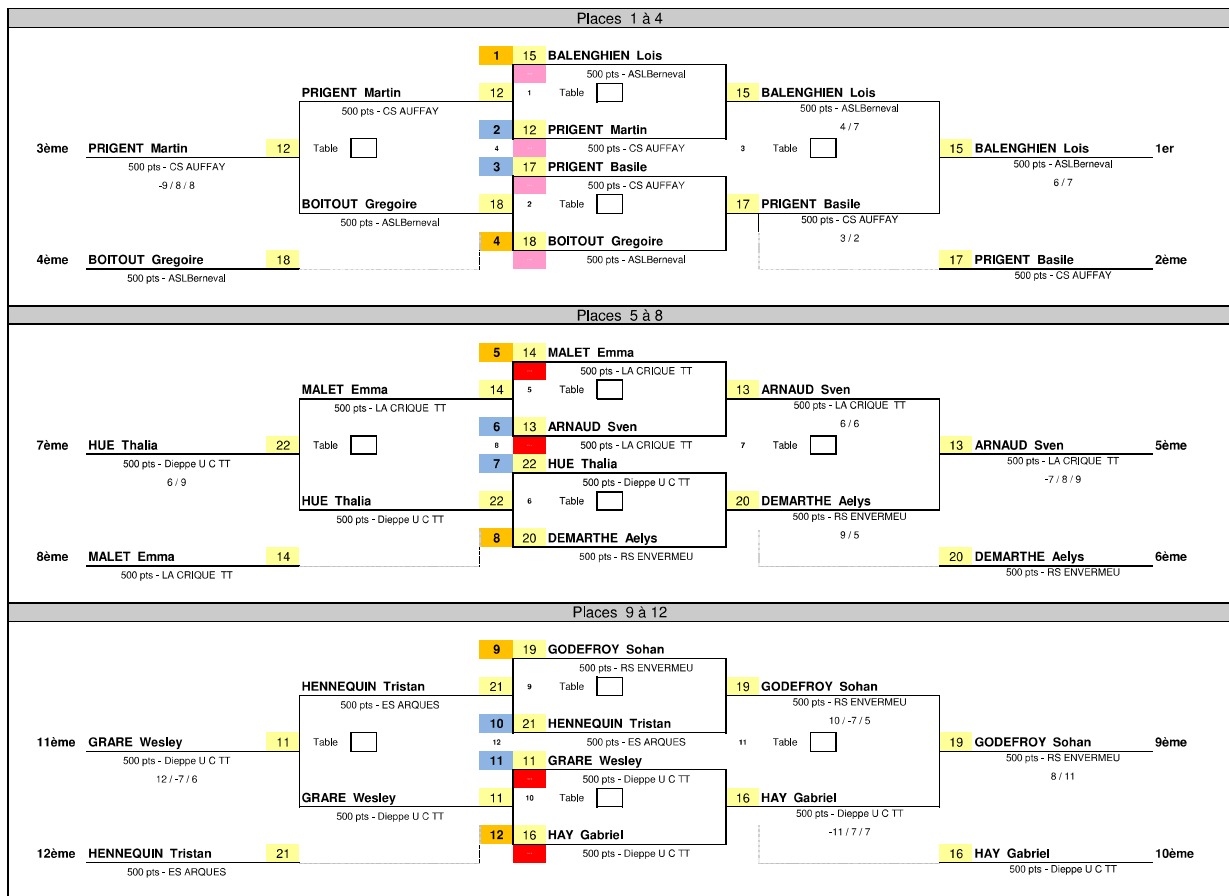 Places 1 à 4
1 15 BALENGHIEN Lois
500 pts - ASLBerneval
PRIGENT Martin 12 1 Table 15 BALENGHIEN Lois
500 pts - CS AUFFAY 500 pts - ASLBerneval
2 12 PRIGENT Martin 4 / 7
3ème PRIGENT Martin 12 Table 4 500 pts - CS AUFFAY 3 Table 15 BALENGHIEN Lois 1er
500 pts - CS AUFFAY 3 17 PRIGENT Basile 500 pts - ASLBerneval
-9 / 8 / 8 500 pts - CS AUFFAY 6 / 7
BOITOUT Gregoire 18 2 Table 17 PRIGENT Basile
500 pts - ASLBerneval 500 pts - CS AUFFAY
4 18 BOITOUT Gregoire 3 / 2
4ème BOITOUT Gregoire 18 500 pts - ASLBerneval 17 PRIGENT Basile 2ème
500 pts - ASLBerneval 500 pts - CS AUFFAY
Places 5 à 8
5 14 MALET Emma
500 pts - LA CRIQUE TT
MALET Emma 14 5 Table 13 ARNAUD Sven
500 pts - LA CRIQUE TT 500 pts - LA CRIQUE TT
6 13 ARNAUD Sven 6 / 6
7ème HUE Thalia 22 Table 8 500 pts - LA CRIQUE TT 7 Table 13 ARNAUD Sven 5ème
500 pts - Dieppe U C TT 7 22 HUE Thalia 500 pts - LA CRIQUE TT
6 / 9 500 pts - Dieppe U C TT -7 / 8 / 9
HUE Thalia 22 6 Table 20 DEMARTHE Aelys
500 pts - Dieppe U C TT 500 pts - RS ENVERMEU
8 20 DEMARTHE Aelys 9 / 5
8ème MALET Emma 14 500 pts - RS ENVERMEU 20 DEMARTHE Aelys 6ème
500 pts - LA CRIQUE TT 500 pts - RS ENVERMEU
Places 9 à 12
9 19 GODEFROY Sohan
500 pts - RS ENVERMEU
HENNEQUIN Tristan 21 9 Table 19 GODEFROY Sohan
500 pts - ES ARQUES 500 pts - RS ENVERMEU
10 21 HENNEQUIN Tristan 10 / -7 / 5
11ème GRARE Wesley 11 Table 12 500 pts - ES ARQUES 11 Table 19 GODEFROY Sohan 9ème
500 pts - Dieppe U C TT 11 11 GRARE Wesley 500 pts - RS ENVERMEU
12 / -7 / 6 500 pts - Dieppe U C TT 8 / 11
GRARE Wesley 11 10 Table 16 HAY Gabriel
500 pts - Dieppe U C TT 500 pts - Dieppe U C TT
12 16 HAY Gabriel -11 / 7 / 7
12ème HENNEQUIN Tristan 21 500 pts - Dieppe U C TT 16 HAY Gabriel 10ème
500 pts - ES ARQUES 500 pts - Dieppe U C TT